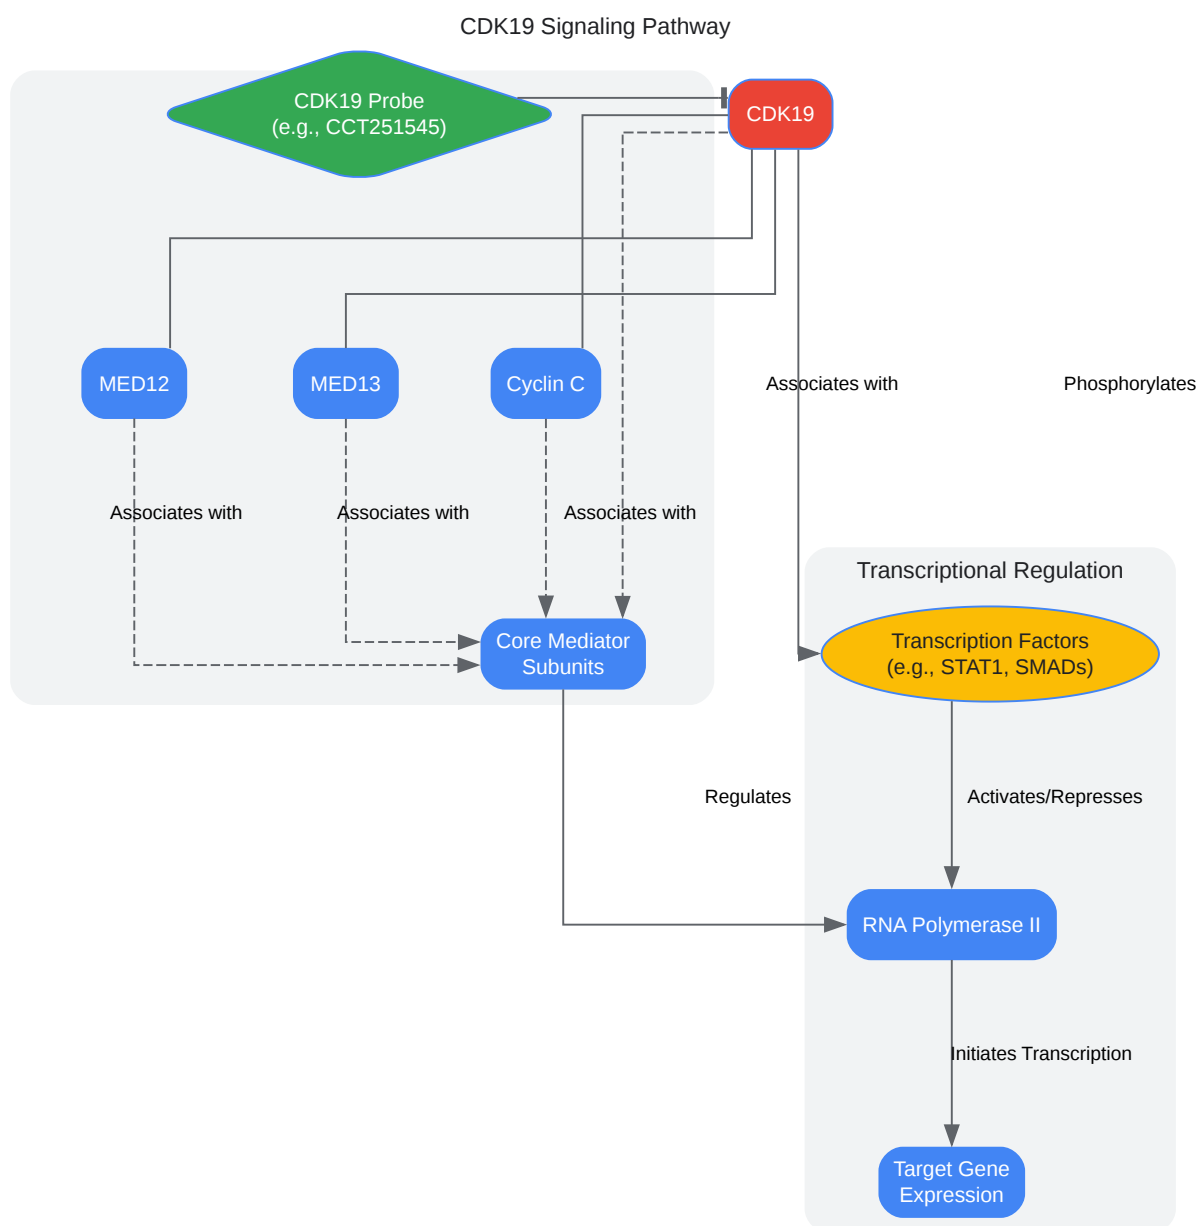 CDK19 Signaling Pathway
CDK19 Probe
(e.g., CCT251545)
CDK19
MED12
MED13
Cyclin C
Associates with
Phosphorylates
Associates with
Associates with
Associates with
Transcriptional Regulation
Core Mediator
Subunits
Transcription Factors
(e.g., STAT1, SMADs)
Regulates
Activates/Represses
RNA Polymerase II
Initiates Transcription
Target Gene
Expression